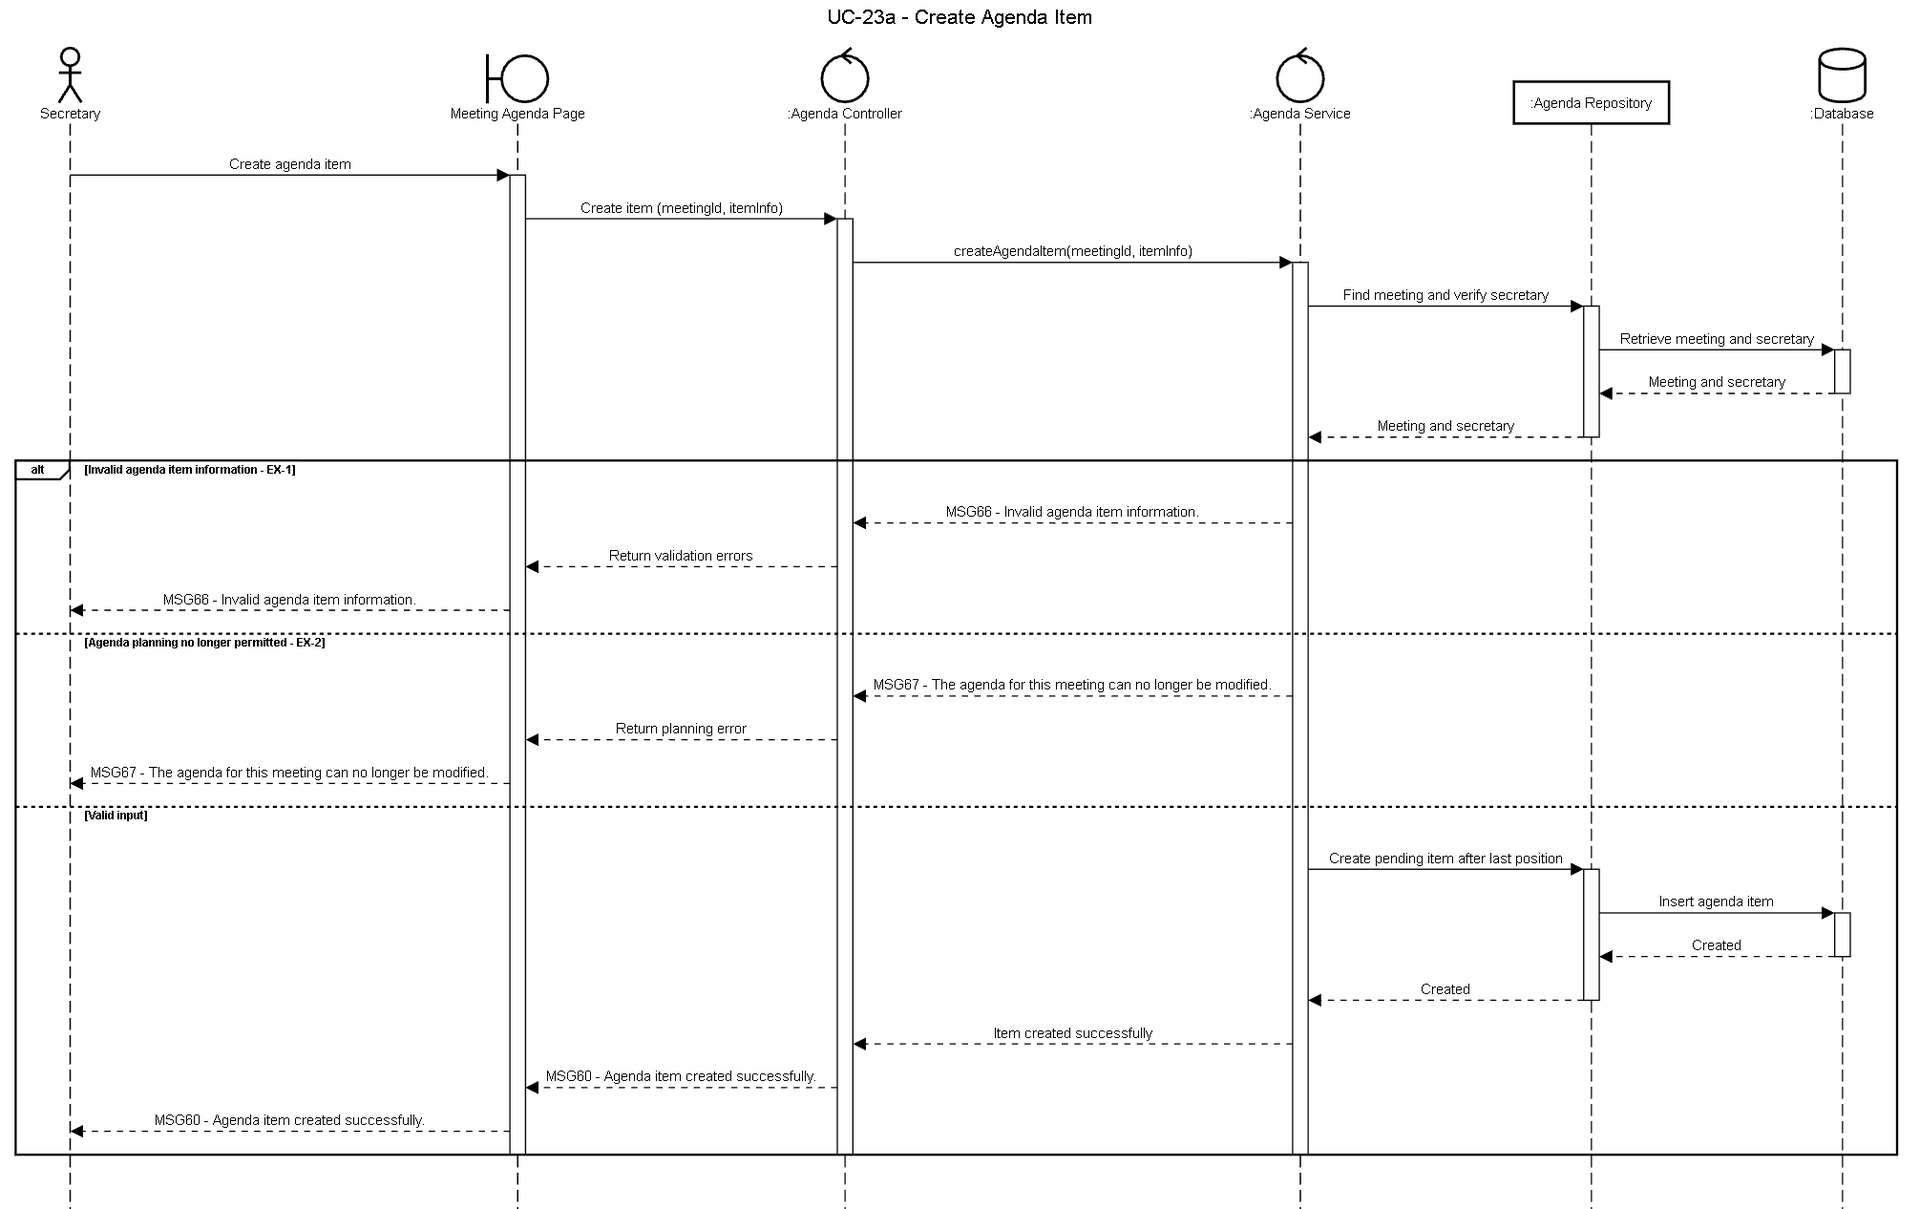 UC-23a - Create Agenda Item
Secretary
Meeting Agenda Page
:Agenda Controller
:Agenda Service
:Agenda Repository
:Database
Create agenda item
Create item (meetingId, itemInfo)
createAgendaItem(meetingId, itemInfo)
Find meeting and verify secretary
Retrieve meeting and secretary
Meeting and secretary
Meeting and secretary
alt
[Invalid agenda item information - EX-1]
MSG66 - Invalid agenda item information.
Return validation errors
MSG66 - Invalid agenda item information.
[Agenda planning no longer permitted - EX-2]
MSG67 - The agenda for this meeting can no longer be modified.
Return planning error
MSG67 - The agenda for this meeting can no longer be modified.
[Valid input]
Create pending item after last position
Insert agenda item
Created
Created
Item created successfully
MSG60 - Agenda item created successfully.
MSG60 - Agenda item created successfully.